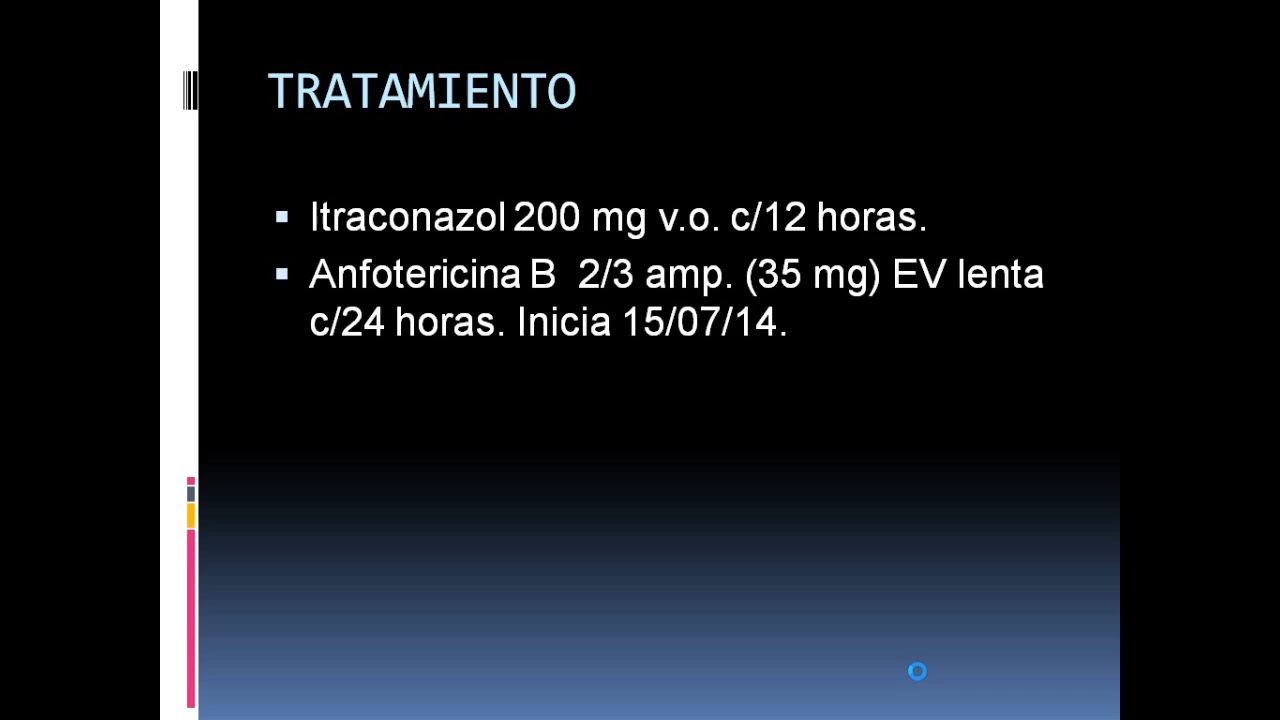 TRATAMIENTO
Itraconazol 200 mg v.o. c/12 horas.
Anfotericina B 2/3 amp. (35 mg) EV lenta
c/24 horas. Inicia 15/07/14.